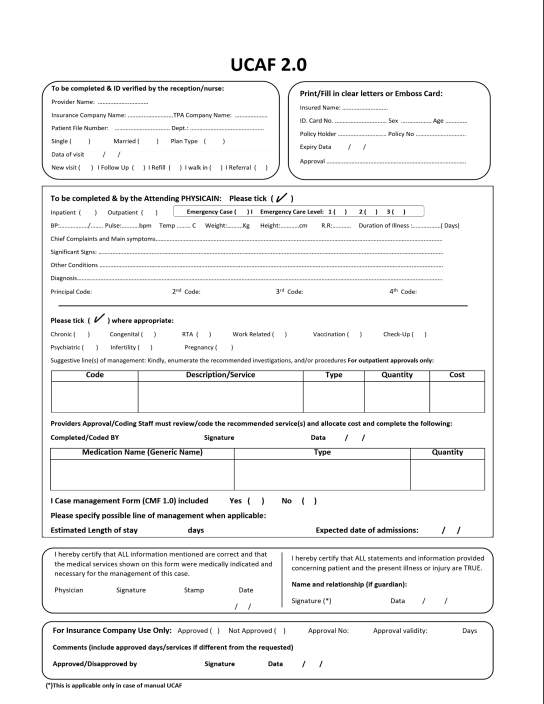 UCAF 2.0
To be completed & ID verified by the reception/nurse:
Provider Name: ............................
Insurance Company Name: ........................TPA Company Name: ..................
Patient File Number: .............................. Dept.: ........................................
Single ( ) Married ( ) Plan Type ( )
Data of visit / /
New visit ( ) I Follow Up ( ) I Refill ( ) I walk in ( ) I Referral ( )
Print/Fill in clear letters or Emboss Card:
Insured Name: .........................
ID. Card No. ...................... Sex ................. Age ............
Policy Holder ........................ Policy No ............................
Expiry Data / /
Approval ..........................................................................
To be completed & by the Attending PHYSICAIN: Please tick ( ✓ )
Inpatient ( ) Outpatient ( ) Emergency Case ( ) I Emergency Care Level: 1 ( ) 2 ( ) 3 ( )
BP:................/....... Pulse:..........bpm Temp ....... C Weight:.........Kg Height:...........cm R.R:........... Duration of Illness :................( Days)
Chief Complaints and Main symptoms........................................................................
Significant Signs: ........................................................................
Other Conditions ........................................................................
Diagnosis........................................................................
Principal Code: 2nd Code: 3rd Code: 4th Code:
Please tick ( ✓ ) where appropriate:
Chronic ( ) Congenital ( ) RTA ( ) Work Related ( ) Vaccination ( ) Check-Up ( )
Psychiatric ( ) Infertility ( ) Pregnancy ( )
Suggestive line(s) of management: Kindly, enumerate the recommended investigations, and/or procedures For outpatient approvals only:
Code Description/Service Type Quantity Cost
Providers Approval/Coding Staff must review/code the recommended service(s) and allocate cost and complete the following:
Completed/Coded BY Signature Data / /
Medication Name (Generic Name) Type Quantity
I Case management Form (CMF 1.0) included Yes ( ) No ( )
Please specify possible line of management when applicable:
Estimated Length of stay days Expected date of admissions: / /
I hereby certify that ALL information mentioned are correct and that
the medical services shown on this form were medically indicated and
necessary for the management of this case.
Physician Signature Stamp Date
/ /
I hereby certify that ALL statements and information provided
concerning patient and the present illness or injury are TRUE.
Name and relationship (if guardian):
Signature (*) Data / /
For Insurance Company Use Only: Approved ( ) Not Approved ( ) Approval No: Approval validity: Days
Comments (include approved days/services if different from the requested)
Approved/Disapproved by Signature Data / /
(*)This is applicable only in case of manual UCAF